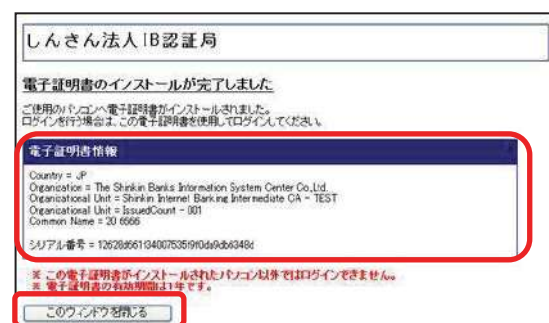 しんきん法人IB認証局
電子証明書のインストールが完了しました
ご使用のパソコンへ電子証明書がインストールされました。
ログインを行う場合は、この電子証明書を使用してログインしてください。
電子証明書情報
Country = JP
Organization = The Shinkin Banks Information System Center Co.,Ltd.
Organizational Unit = Shinkin Internet Banking Intermediate CA - TEST
Organizational Unit = IssuedCount - 001
Common Name = 20 6666
シリアル番号 =
※ この電子証明書がインストールされたパソコン以外ではログインできません。
※ 電子証明書の有効期間は1年です。
このウィンドウを閉じる